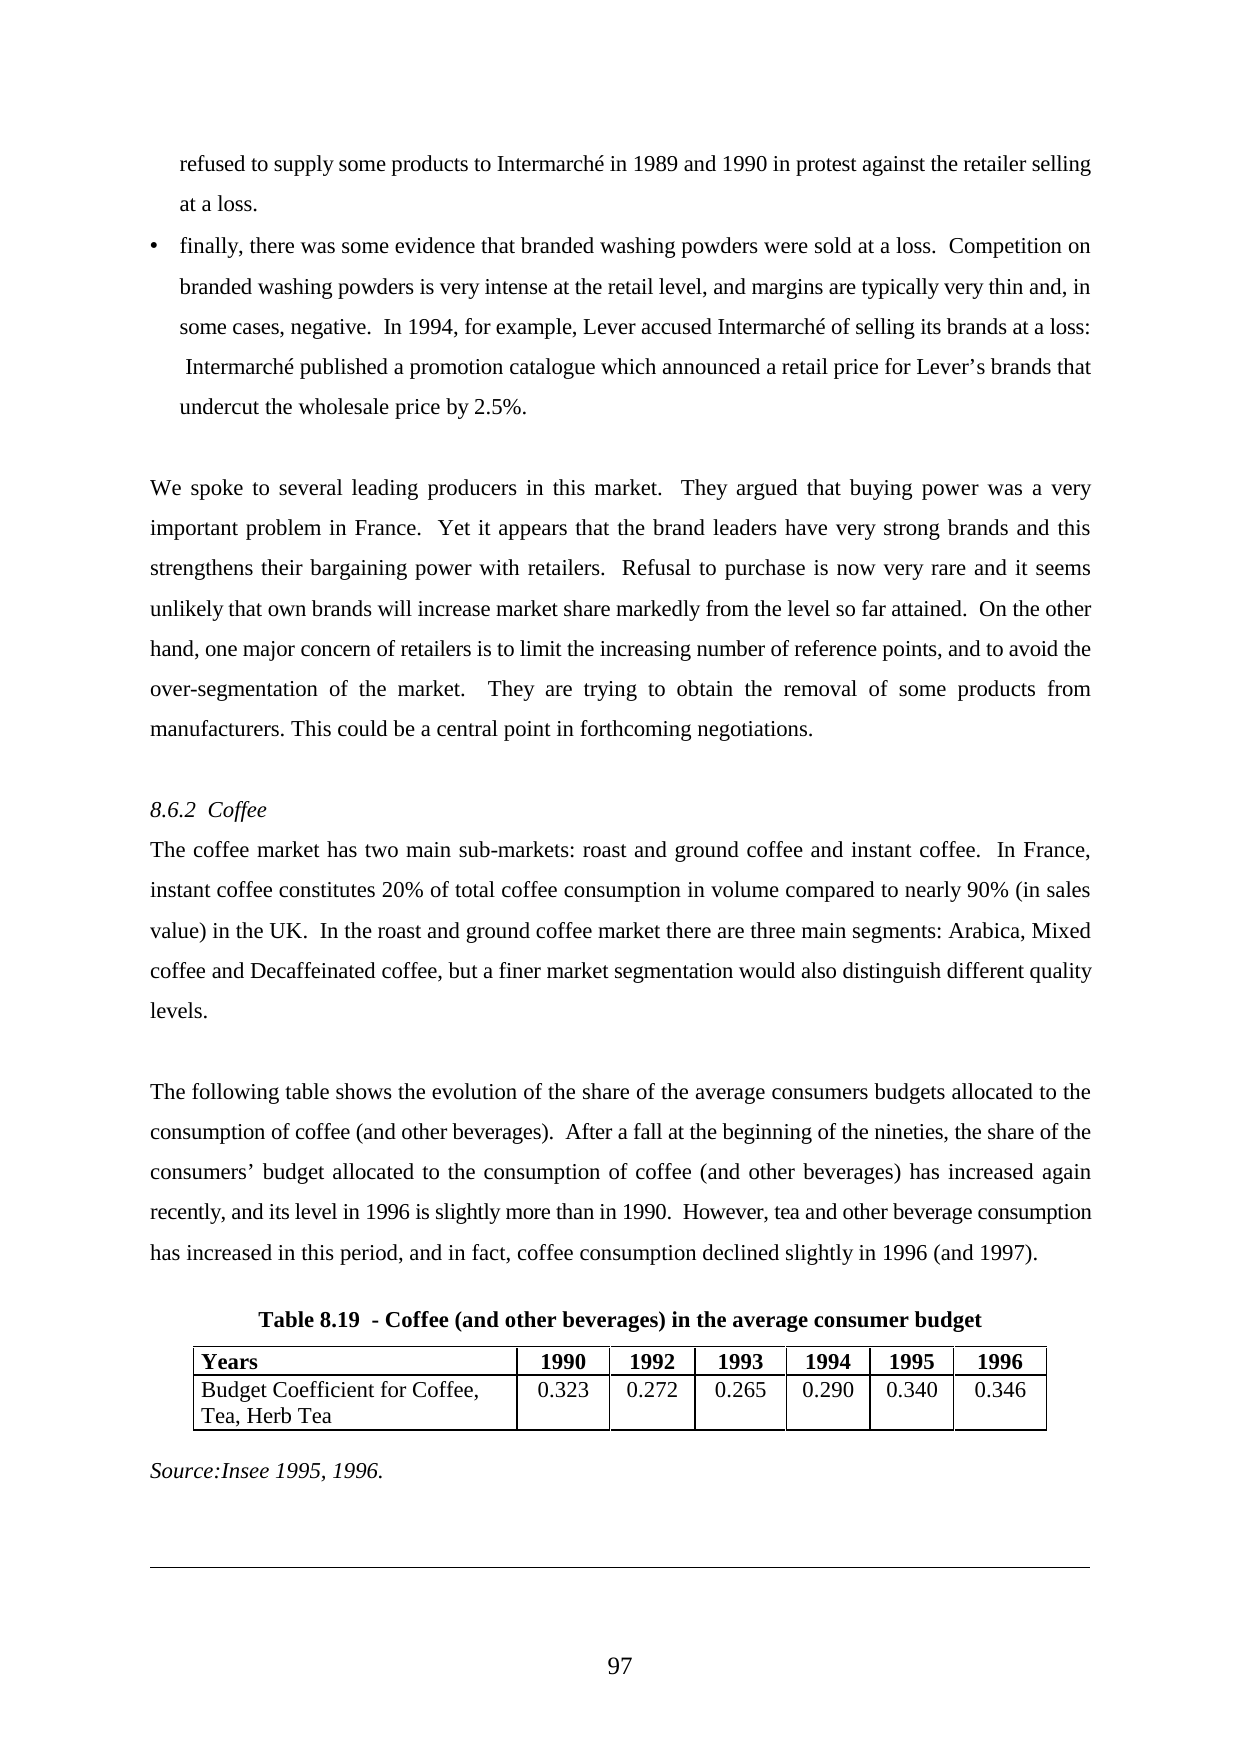 refused to supply some products to Intermarché in 1989 and 1990 in protest against the retailer selling
at a loss.
• finally, there was some evidence that branded washing powders were sold at a loss. Competition on
branded washing powders is very intense at the retail level, and margins are typically very thin and, in
some cases, negative. In 1994, for example, Lever accused Intermarché of selling its brands at a loss:
Intermarché published a promotion catalogue which announced a retail price for Lever’s brands that
undercut the wholesale price by 2.5%.
We spoke to several leading producers in this market. They argued that buying power was a very
important problem in France. Yet it appears that the brand leaders have very strong brands and this
strengthens their bargaining power with retailers. Refusal to purchase is now very rare and it seems
unlikely that own brands will increase market share markedly from the level so far attained. On the other
hand, one major concern of retailers is to limit the increasing number of reference points, and to avoid the
over-segmentation of the market. They are trying to obtain the removal of some products from
manufacturers. This could be a central point in forthcoming negotiations.
8.6.2 Coffee
The coffee market has two main sub-markets: roast and ground coffee and instant coffee. In France,
instant coffee constitutes 20% of total coffee consumption in volume compared to nearly 90% (in sales
value) in the UK. In the roast and ground coffee market there are three main segments: Arabica, Mixed
coffee and Decaffeinated coffee, but a finer market segmentation would also distinguish different quality
levels.
The following table shows the evolution of the share of the average consumers budgets allocated to the
consumption of coffee (and other beverages). After a fall at the beginning of the nineties, the share of the
consumers’ budget allocated to the consumption of coffee (and other beverages) has increased again
recently, and its level in 1996 is slightly more than in 1990. However, tea and other beverage consumption
has increased in this period, and in fact, coffee consumption declined slightly in 1996 (and 1997).
Table 8.19 - Coffee (and other beverages) in the average consumer budget
Years 1990 1992 1993 1994 1995 1996
Budget Coefficient for Coffee, 0.323 0.272 0.265 0.290 0.340 0.346
Tea, Herb Tea
Source:Insee 1995, 1996.
97